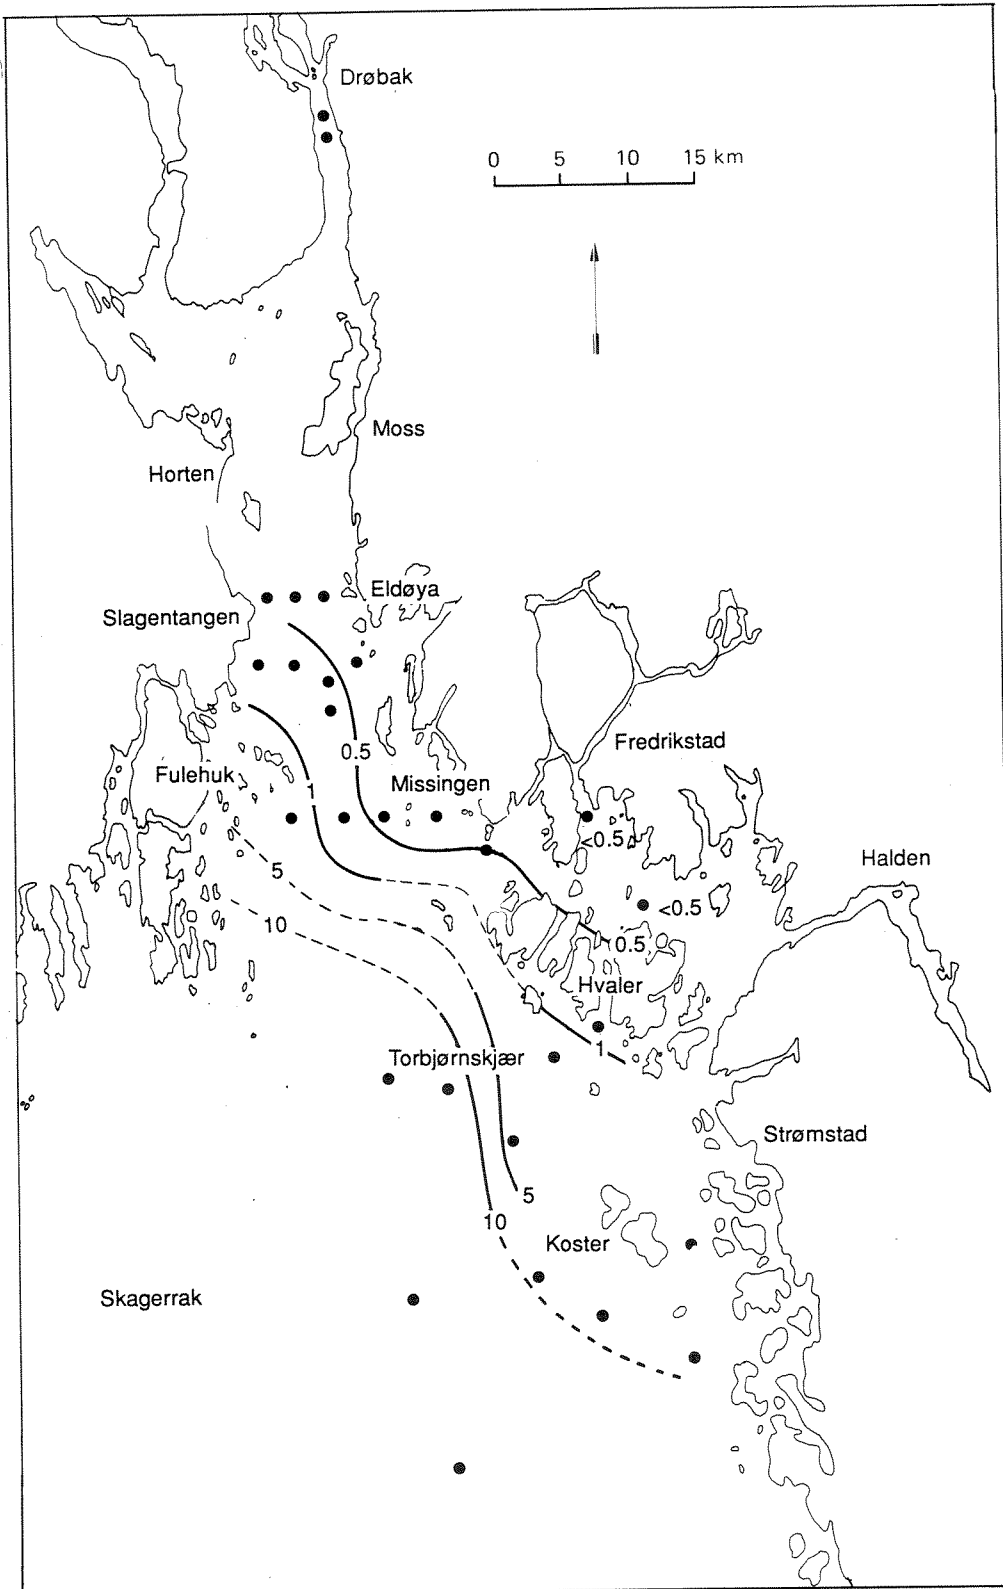 Drøbak
0 5 10 15 km
Moss
Horten
Eldøya
Slagentangen
0.5
Fredrikstad
Fulehuk
Missingen
1
<0.5
Halden
5
<0.5
10
0.5
Hvaler
1
Torbjørnskjær
Strømstad
5
10
Koster
Skagerrak